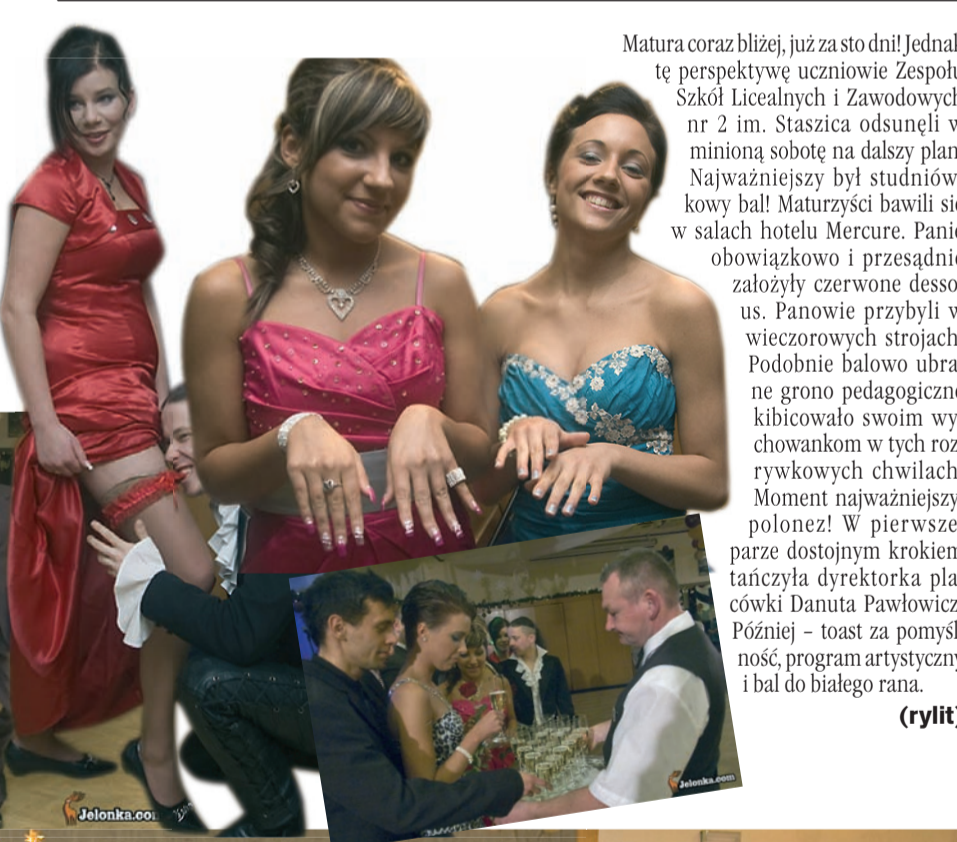 Matura coraz bliżej, już za sto dni! Jednak
tę perspektywę uczniowie Zespołu
Szkół Licealnych i Zawodowych
nr 2 im. Staszica odsunęli w
minioną sobotę na dalszy plan
Najważniejszy był studniów
kowy bal! Maturzyści bawili się
w salach hotelu Mercure. Panie
obowiązkowo i przesądnie
założyły czerwone desso
us. Panowie przybyli w
wieczorowych strojach
Podobnie balowo ubra
ne grono pedagogiczne
kibicowało swoim wy
chowankom w tych roz
rywkowych chwilach
Moment najważniejszy
polonez! W pierwsze
parze dostojnym krokiem
tańczyła dyrektorka pla
cówki Danuta Pawłowicz
Później – toast za pomyśl
ność, program artystyczny
i bal do białego rana.
(rylit)
Jelonka.co
Jelonka.com